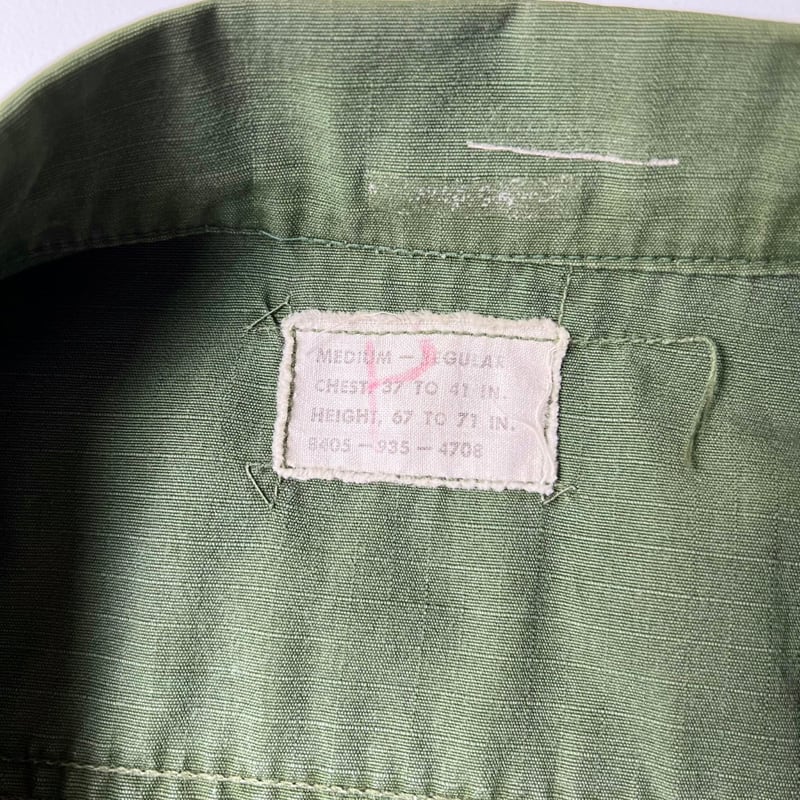 MEDIUM — REGULAR
CHEST, 37 TO 41 IN.
HEIGHT, 67 TO 71 IN.
8405 — 935 — 4708